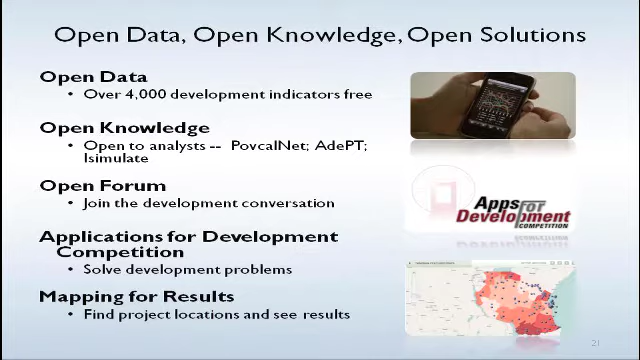 Open Data, Open Knowledge, Open Solutions
Open Data
• Over 4,000 development indicators free
Open Knowledge
• Open to analysts -- PovcalNet; AdePT;
Isimulate
Open Forum
• Join the development conversation
Applications for Development
Competition
• Solve development problems
Mapping for Results
• Find project locations and see results
Apps for
Development
COMPETITION
21